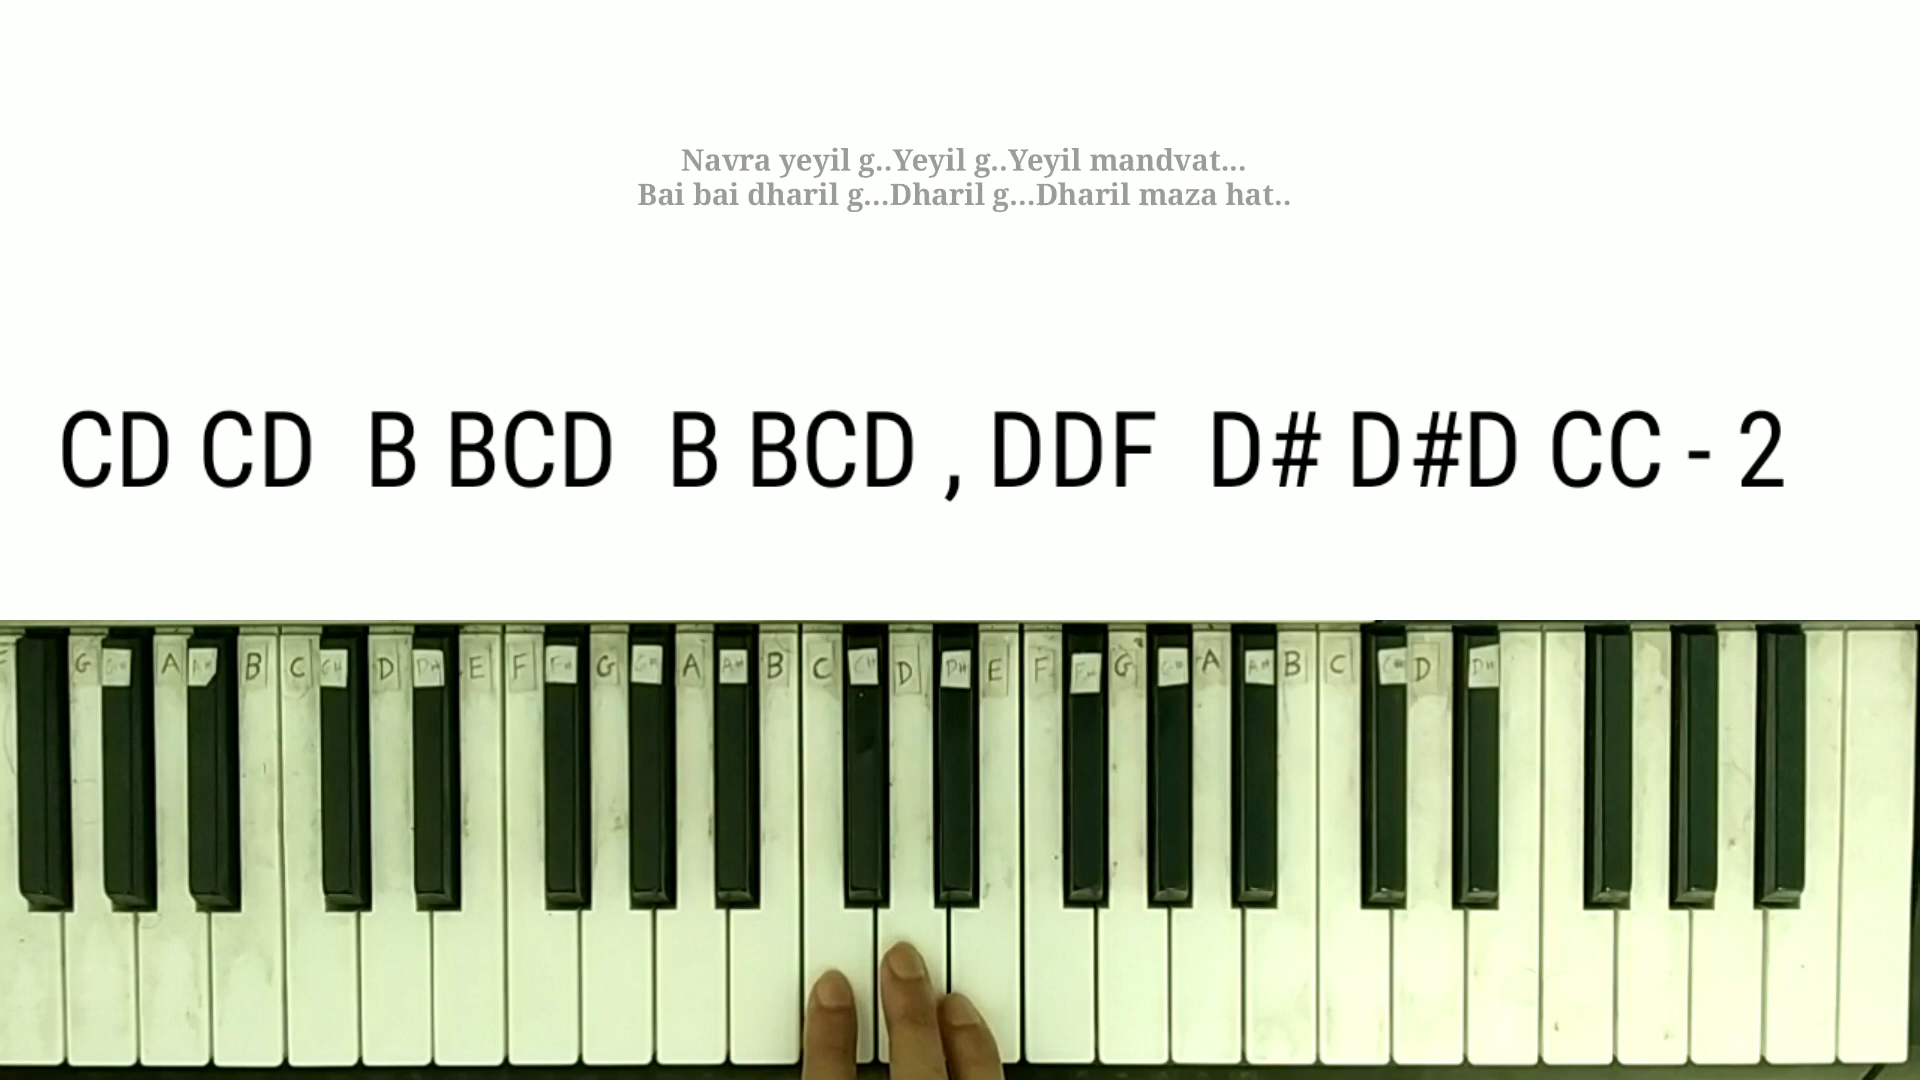 Navra yeyil g..Yeyil g..Yeyil mandvat...
Bai bai dharil g...Dharil g...Dharil maza hat..
CD CD B BCD B BCD , DDF D# D#D CC - 2
G G# A A# B C C# D D# E F F# G G# A A# B C C# D D# E F F# G G# A A# B C C# D D#